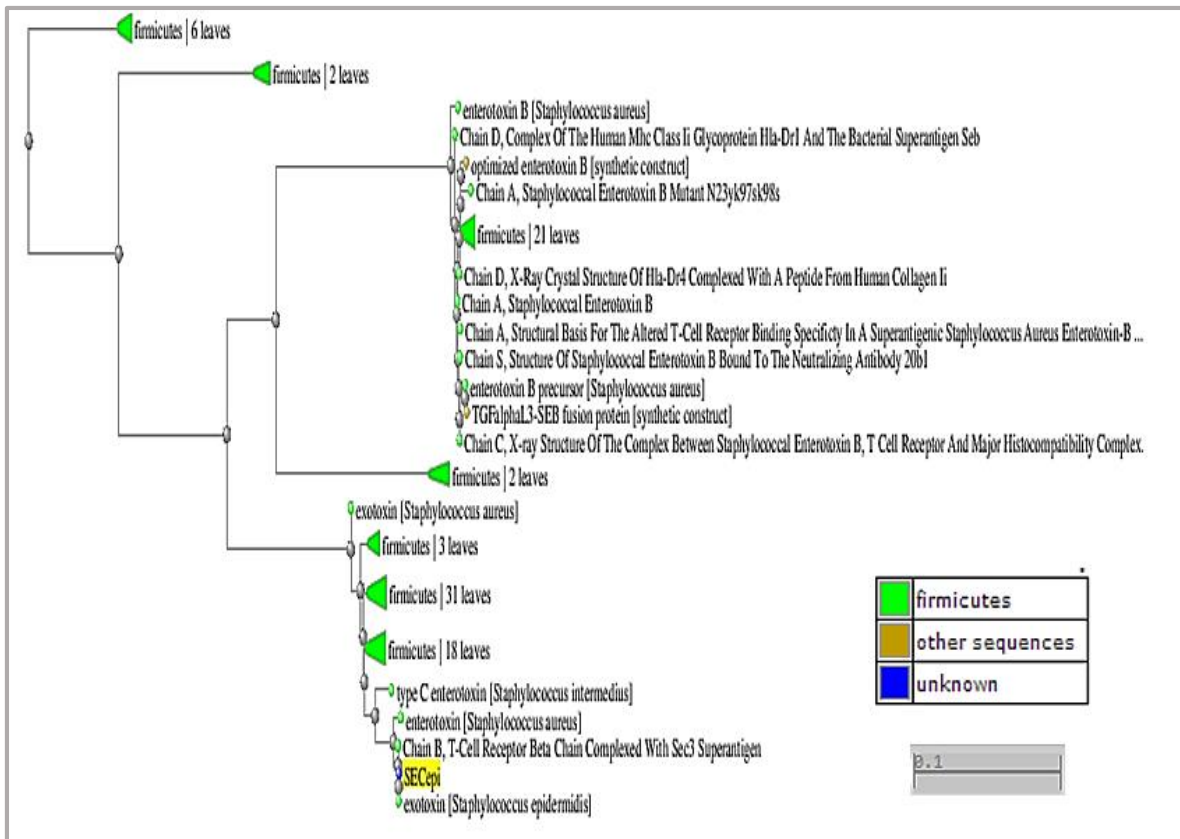 firmicutes | 6 leaves
firmicutes | 2 leaves
enterotoxin B [Staphylococcus aureus]
Chain D, Complex Of The Human Mhc Class Ii Glycoprotein Hla-Dr1 And The Bacterial Superantigen Seb
optimized enterotoxin B [synthetic construct]
Chain A, Staphylococcal Enterotoxin B Mutant N23yk97sk98s
firmicutes | 21 leaves
Chain D, X-Ray Crystal Structure Of Hla-Dr4 Complexed With A Peptide From Human Collagen Ii
Chain A, Staphylococcal Enterotoxin B
Chain A, Structural Basis For The Altered T-Cell Receptor Binding Specificty In A Superantigenic Staphylococcus Aureus Enterotoxin-B ...
Chain S, Structure Of Staphylococcal Enterotoxin B Bound To The Neutralizing Antibody 20b1
enterotoxin B precursor [Staphylococcus aureus]
TGFalphaL3-SEB fusion protein [synthetic construct]
Chain C, X-ray Structure Of The Complex Between Staphylococcal Enterotoxin B, T Cell Receptor And Major Histocompatibility Complex.
firmicutes | 2 leaves
exotoxin [Staphylococcus aureus]
firmicutes | 3 leaves
firmicutes | 31 leaves
firmicutes | 18 leaves
type C enterotoxin [Staphylococcus intermedius]
enterotoxin [Staphylococcus aureus]
Chain B, T-Cell Receptor Beta Chain Complexed With Sec3 Superantigen
SECepi
exotoxin [Staphylococcus epidermidis]
firmicutes
other sequences
unknown
0.1